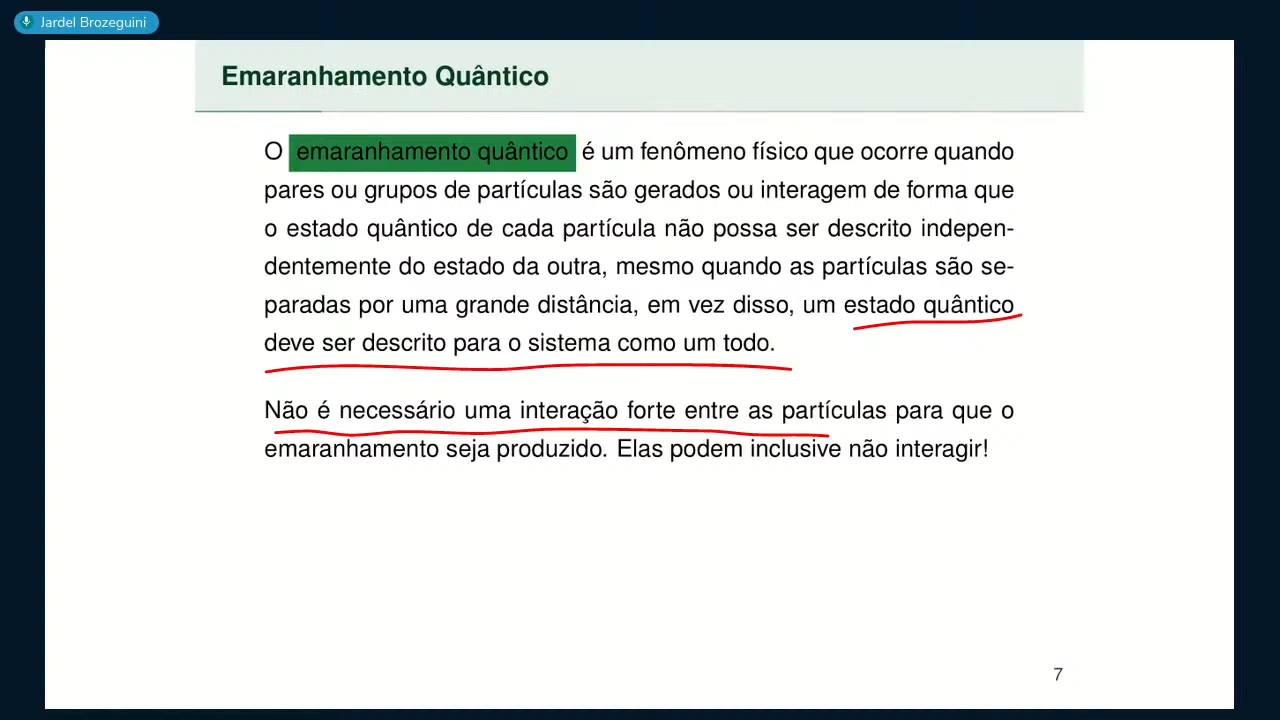 Jardel Brozeguini
Emaranhamento Quântico
O emaranhamento quântico é um fenômeno físico que ocorre quando
pares ou grupos de partículas são gerados ou interagem de forma que
o estado quântico de cada partícula não possa ser descrito indepen-
dentemente do estado da outra, mesmo quando as partículas são se-
paradas por uma grande distância, em vez disso, um estado quântico
deve ser descrito para o sistema como um todo.
Não é necessário uma interação forte entre as partículas para que o
emaranhamento seja produzido. Elas podem inclusive não interagir!
7